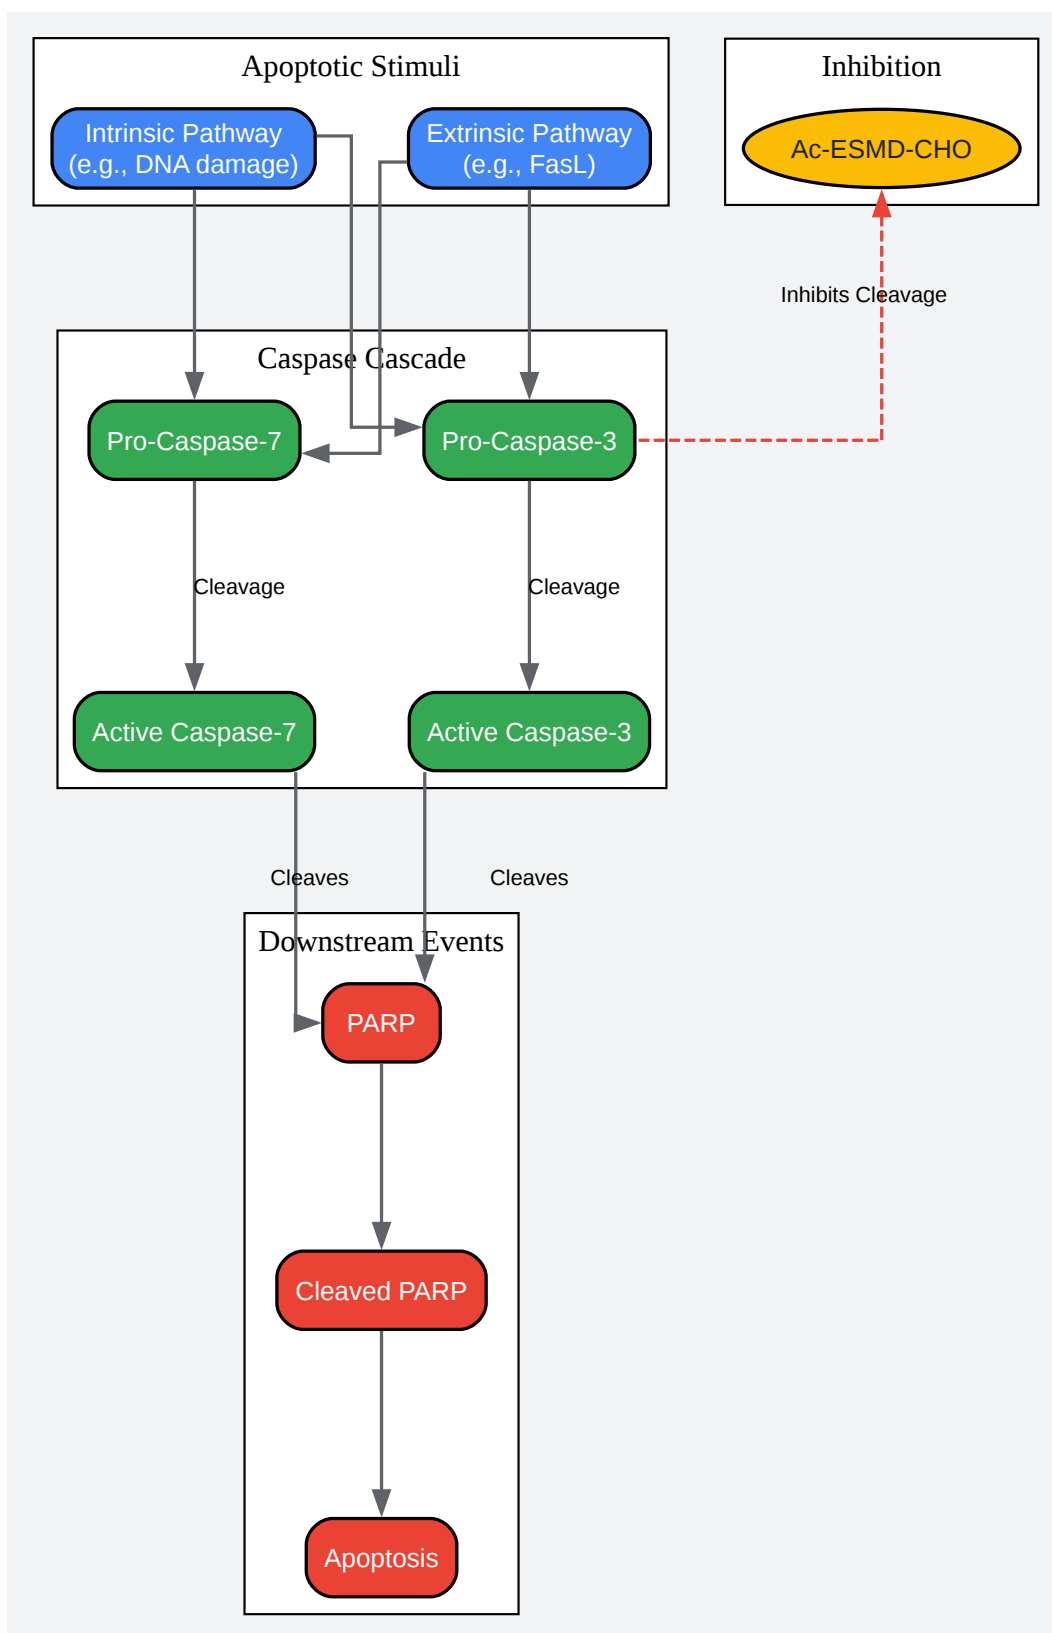 Apoptotic Stimuli
Inhibition
Intrinsic Pathway
(e.g., DNA damage)
Extrinsic Pathway
(e.g., FasL)
Ac-ESMD-CHO
Inhibits Cleavage
Caspase Cascade
Pro-Caspase-7
Pro-Caspase-3
Cleavage
Cleavage
Active Caspase-7
Active Caspase-3
Cleaves
Cleaves
Downstream Events
PARP
Cleaved PARP
Apoptosis